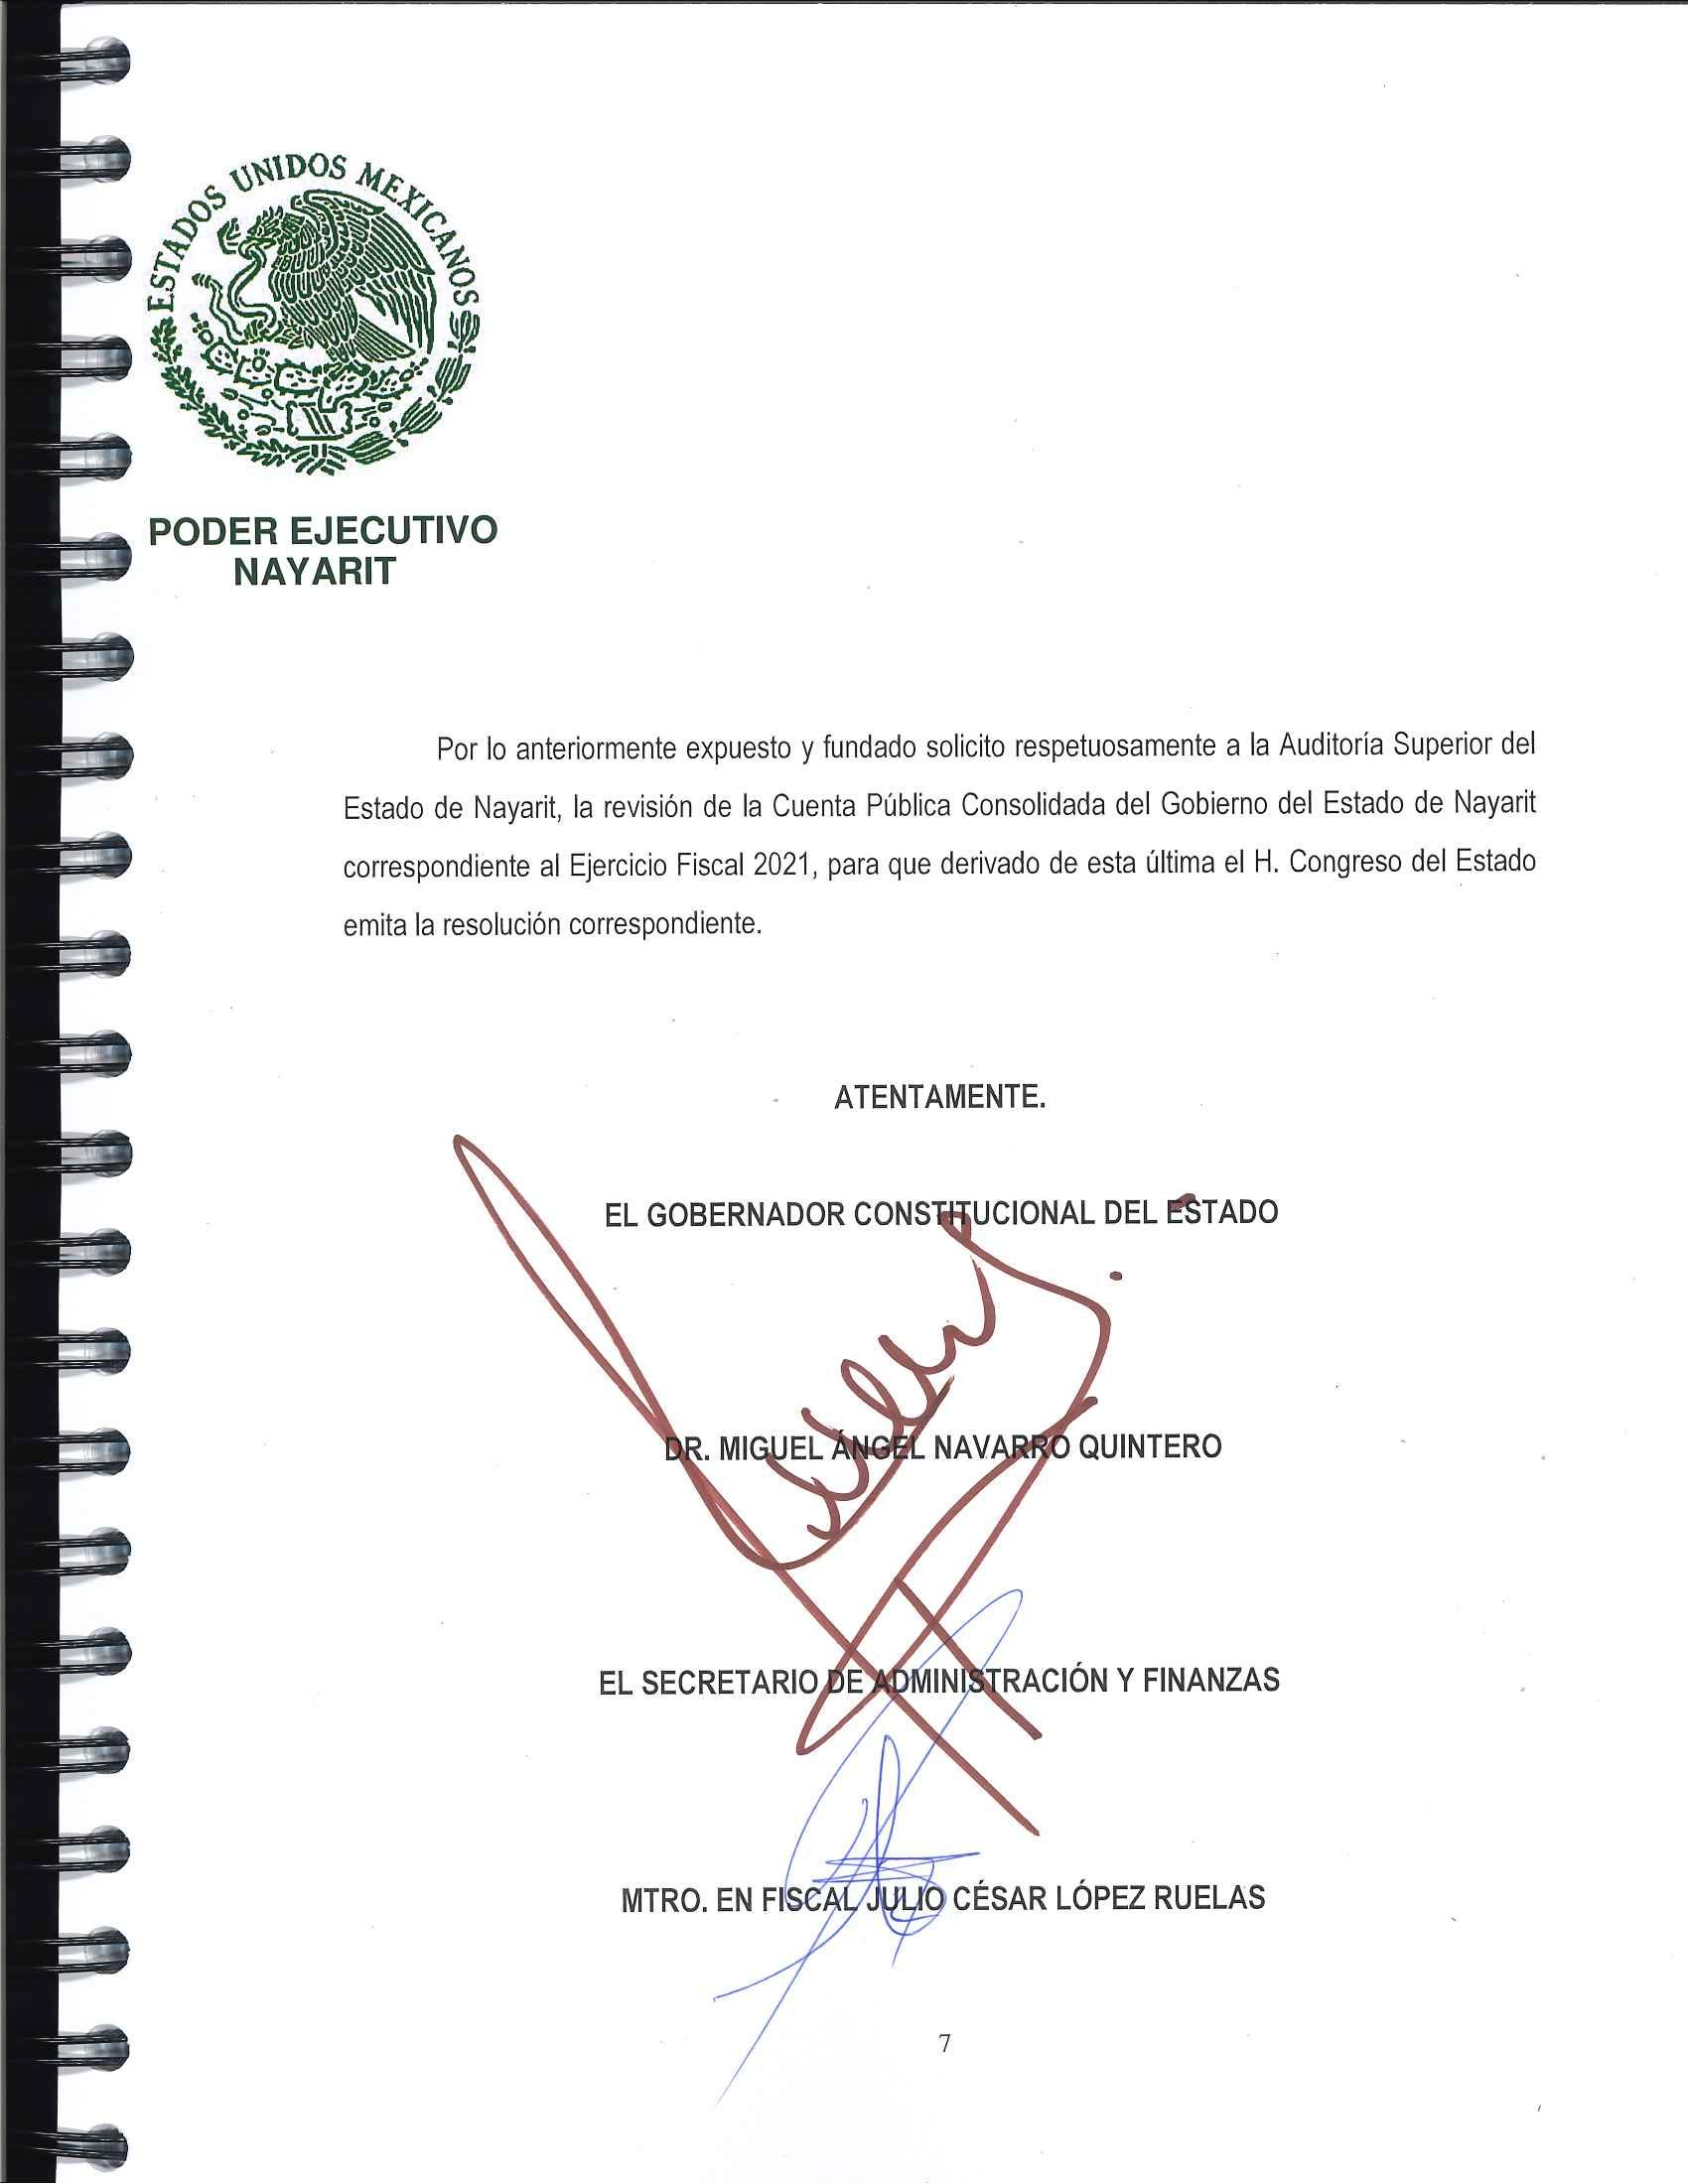 ESTADOS UNIDOS MEXICANOS
PODER EJECUTIVO
NAYARIT
Por lo anteriormente expuesto y fundado solicito respetuosamente a la Auditoría Superior del
Estado de Nayarit, la revisión de la Cuenta Pública Consolidada del Gobierno del Estado de Nayarit
correspondiente al Ejercicio Fiscal 2021, para que derivado de esta última el H. Congreso del Estado
emita la resolución correspondiente.
ATENTAMENTE.
EL GOBERNADOR CONSTITUCIONAL DEL ESTADO
DR. MIGUEL ÁNGEL NAVARRO QUINTERO
EL SECRETARIO DE ADMINISTRACIÓN Y FINANZAS
MTRO. EN FISCAL JULIO CÉSAR LÓPEZ RUELAS
7